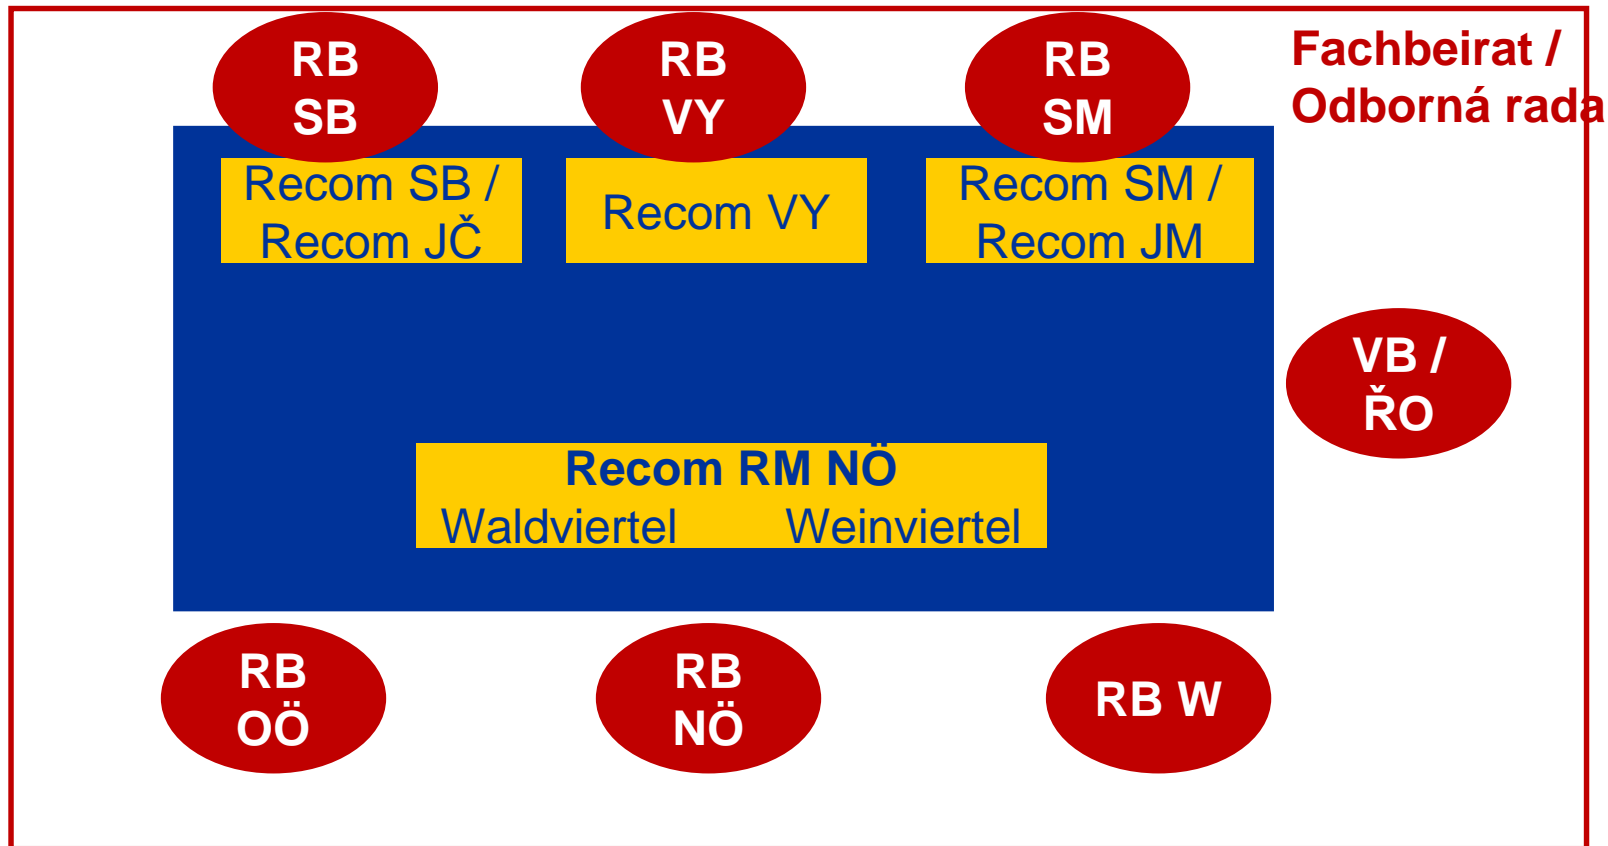 RB
SB
RB
VY
RB
SM
Fachbeirat /
Odborná rada
Recom SB /
Recom JČ
Recom VY
Recom SM /
Recom JM
VB /
ŘO
Recom RM NÖ
Waldviertel Weinviertel
RB
OÖ
RB
NÖ
RB W